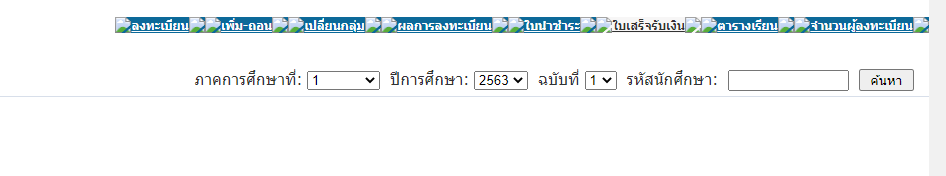 ลงทะเบียน เพิ่ม-ถอน เปลี่ยนกลุ่ม ผลการลงทะเบียน ใบนำชำระ ใบเสร็จรับเงิน ตารางเรียน จำนวนผู้ลงทะเบียน
ภาคการศึกษาที่: 1 ปีการศึกษา: 2563 ฉบับที่ 1 รหัสนักศึกษา: ค้นหา